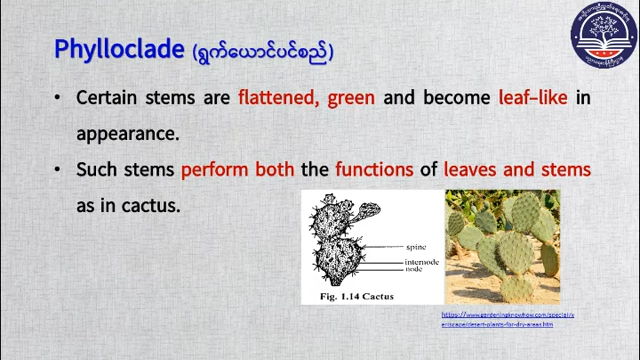 Phylloclade (ရွက်ယောင်ပင်စည်)
• Certain stems are flattened, green and become leaf–like in
appearance.
• Such stems perform both the functions of leaves and stems
as in cactus.
spine
internode
node
Fig. 1.14 Cactus
https://www.gardeningknowhow.com/special/x
eriscape/desert-plants-for-dry-areas.htm